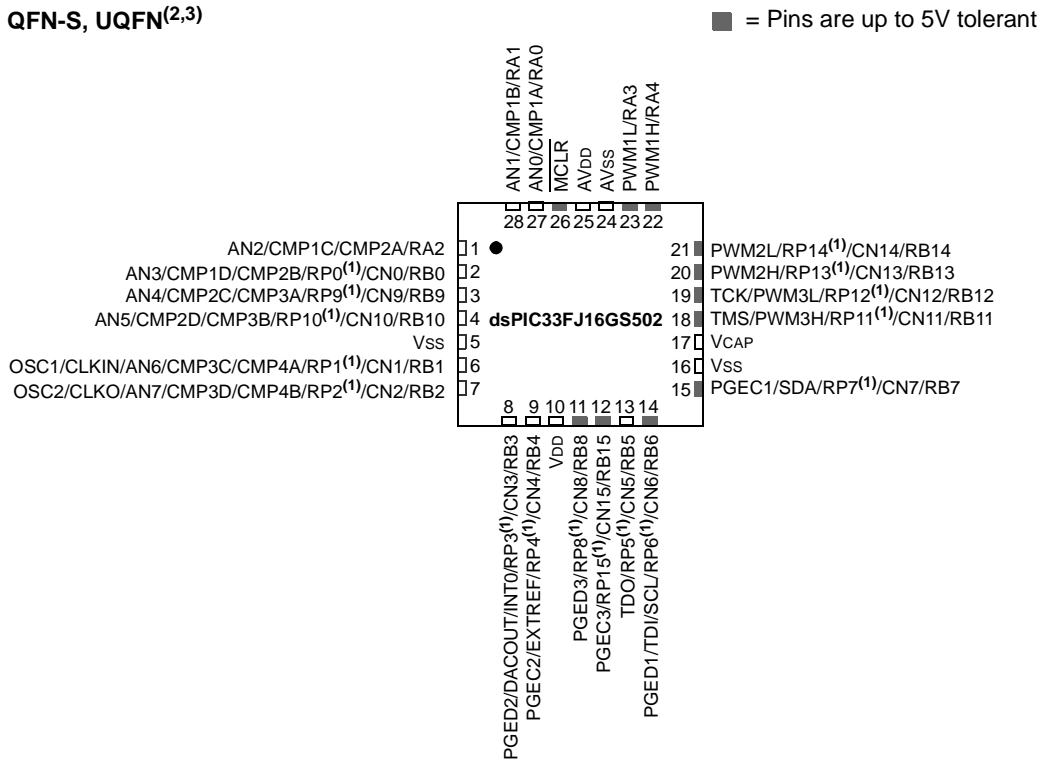 QFN-S, UQFN(2,3)
= Pins are up to 5V tolerant
AN1/CMP1B/RA1
AN0/CMP1A/RA0
MCLR
AVDD
AVSS
PWM1L/RA3
PWM1H/RA4
28 27 26 25 24 23 22
AN2/CMP1C/CMP2A/RA2 1
AN3/CMP1D/CMP2B/RP0(1)/CN0/RB0 2
AN4/CMP2C/CMP3A/RP9(1)/CN9/RB9 3
AN5/CMP2D/CMP3B/RP10(1)/CN10/RB10 4
VSS 5
OSC1/CLKIN/AN6/CMP3C/CMP4A/RP1(1)/CN1/RB1 6
OSC2/CLKO/AN7/CMP3D/CMP4B/RP2(1)/CN2/RB2 7
dsPIC33FJ16GS502
21 PWM2L/RP14(1)/CN14/RB14
20 PWM2H/RP13(1)/CN13/RB13
19 TCK/PWM3L/RP12(1)/CN12/RB12
18 TMS/PWM3H/RP11(1)/CN11/RB11
17 VCAP
16 VSS
15 PGEC1/SDA/RP7(1)/CN7/RB7
8 9 10 11 12 13 14
PGED2/DACOUT/INT0/RP3(1)/CN3/RB3
PGEC2/EXTREF/RP4(1)/CN4/RB4
VDD
PGED3/RP8(1)/CN8/RB8
PGEC3/RP15(1)/CN15/RB15
TDO/RP5(1)/CN5/RB5
PGED1/TDI/SCL/RP6(1)/CN6/RB6